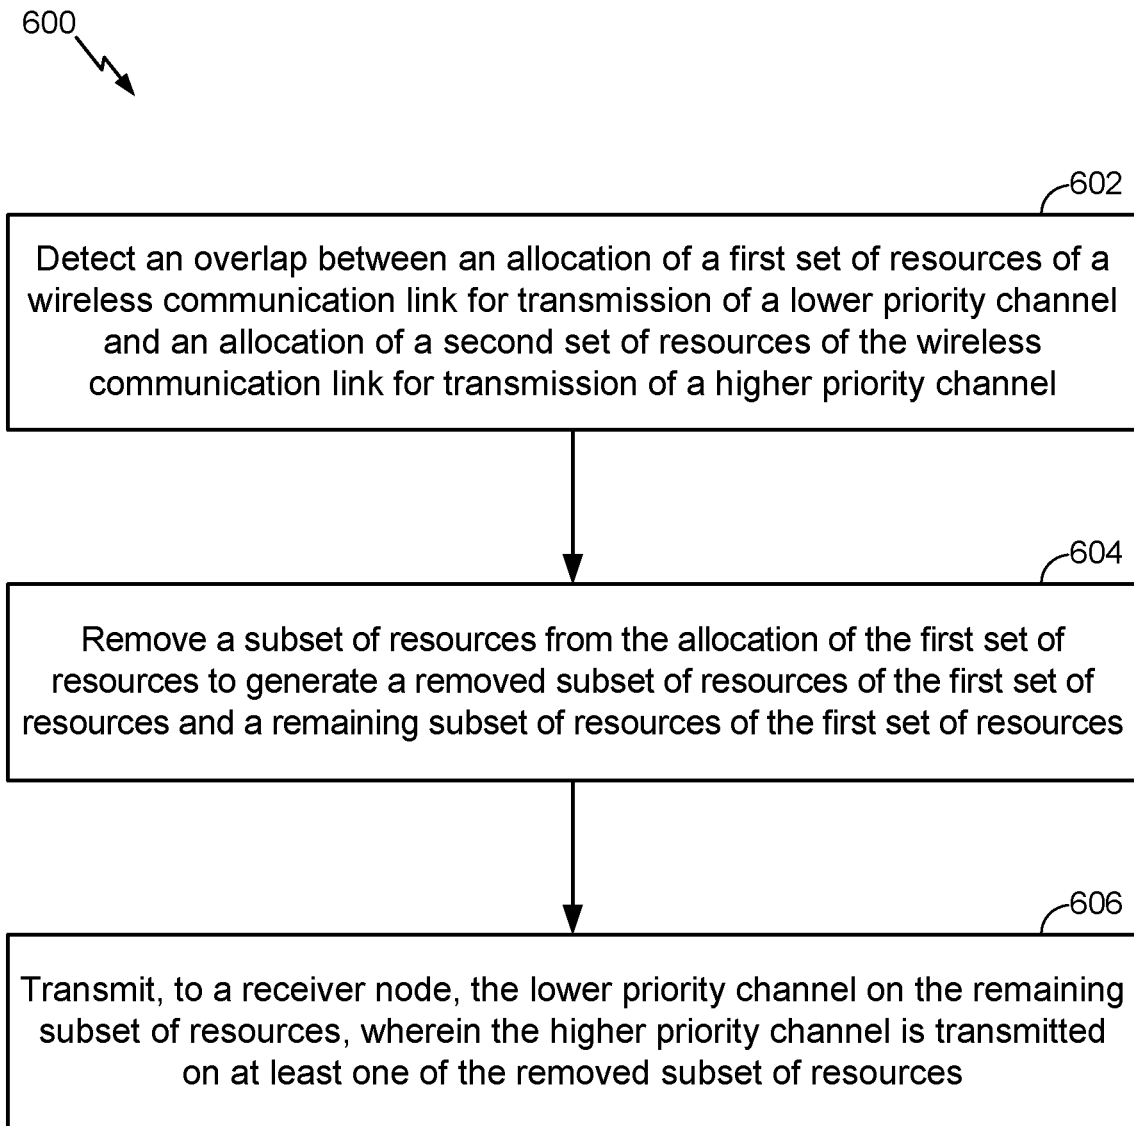 600
602
Detect an overlap between an allocation of a first set of resources of a
wireless communication link for transmission of a lower priority channel
and an allocation of a second set of resources of the wireless
communication link for transmission of a higher priority channel
604
Remove a subset of resources from the allocation of the first set of
resources to generate a removed subset of resources of the first set of
resources and a remaining subset of resources of the first set of resources
606
Transmit, to a receiver node, the lower priority channel on the remaining
subset of resources, wherein the higher priority channel is transmitted
on at least one of the removed subset of resources